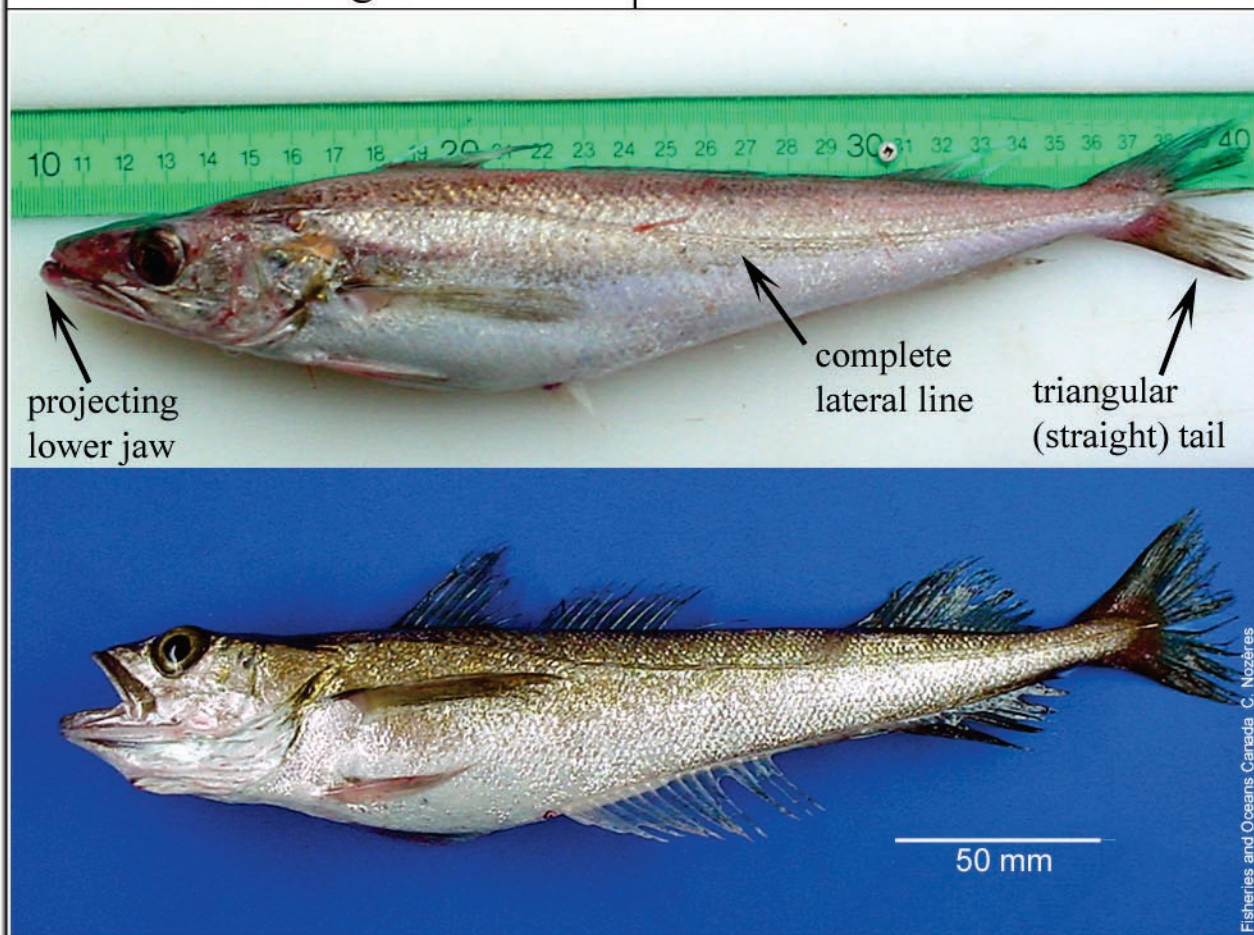 10 11 12 13 14 15 16 17 18 19 20 21 22 23 24 25 26 27 28 29 30 31 32 33 34 35 36 37 38 40
projecting
lower jaw
complete
lateral line
triangular
(straight) tail
50 mm
Fisheries and Oceans Canada C. Nozères